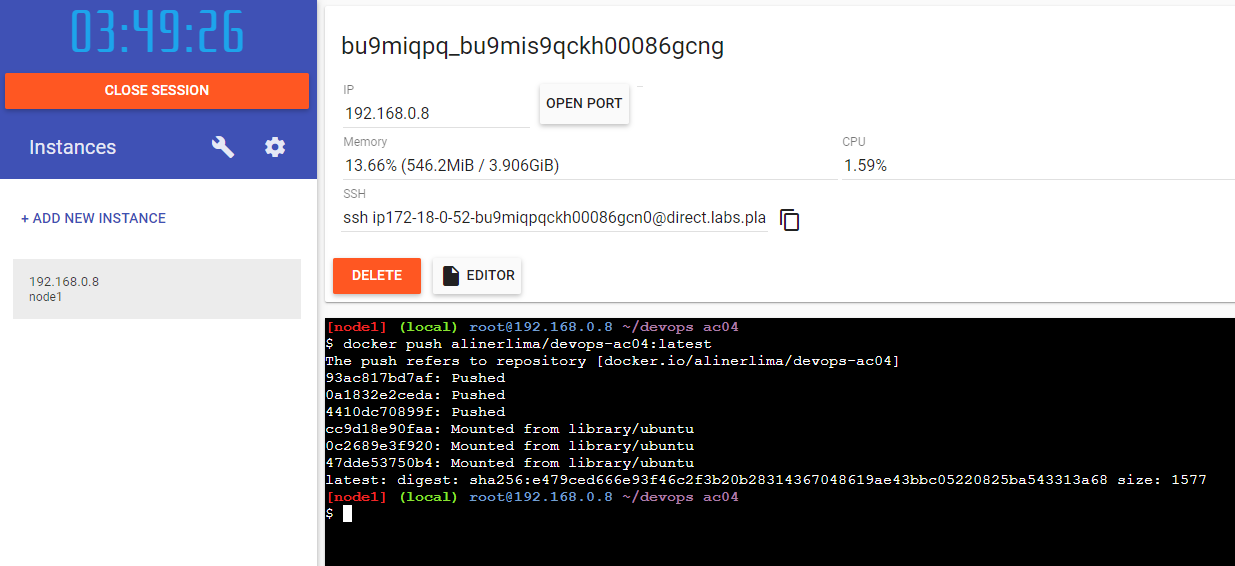 03:49:26
CLOSE SESSION
Instances
+ ADD NEW INSTANCE
192.168.0.8
node1
bu9miqpq_bu9mis9qckh00086gcng
IP
192.168.0.8
OPEN PORT
Memory
13.66% (546.2MiB / 3.906GiB)
CPU
1.59%
SSH
ssh ip172-18-0-52-bu9miqpqckh00086gcn0@direct.labs.pla
DELETE
EDITOR
[node1] (local) root@192.168.0.8 ~/devops ac04
$ docker push alinerlima/devops-ac04:latest
The push refers to repository [docker.io/alinerlima/devops-ac04]
93ac817bd7af: Pushed
0a1832e2ceda: Pushed
4410dc70899f: Pushed
cc9d18e90faa: Mounted from library/ubuntu
0c2689e3f920: Mounted from library/ubuntu
47dde53750b4: Mounted from library/ubuntu
latest: digest: sha256:e479ced666e93f46c2f3b20b28314367048619ae43bbc05220825ba543313a68 size: 1577
[node1] (local) root@192.168.0.8 ~/devops ac04
$